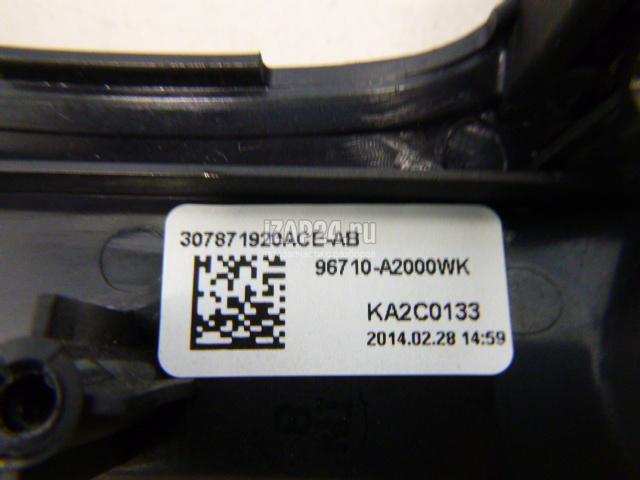 307871920ACE-AB
IZAP24.ru
96710-A2000WK
KA2C0133
2014.02.28 14:59